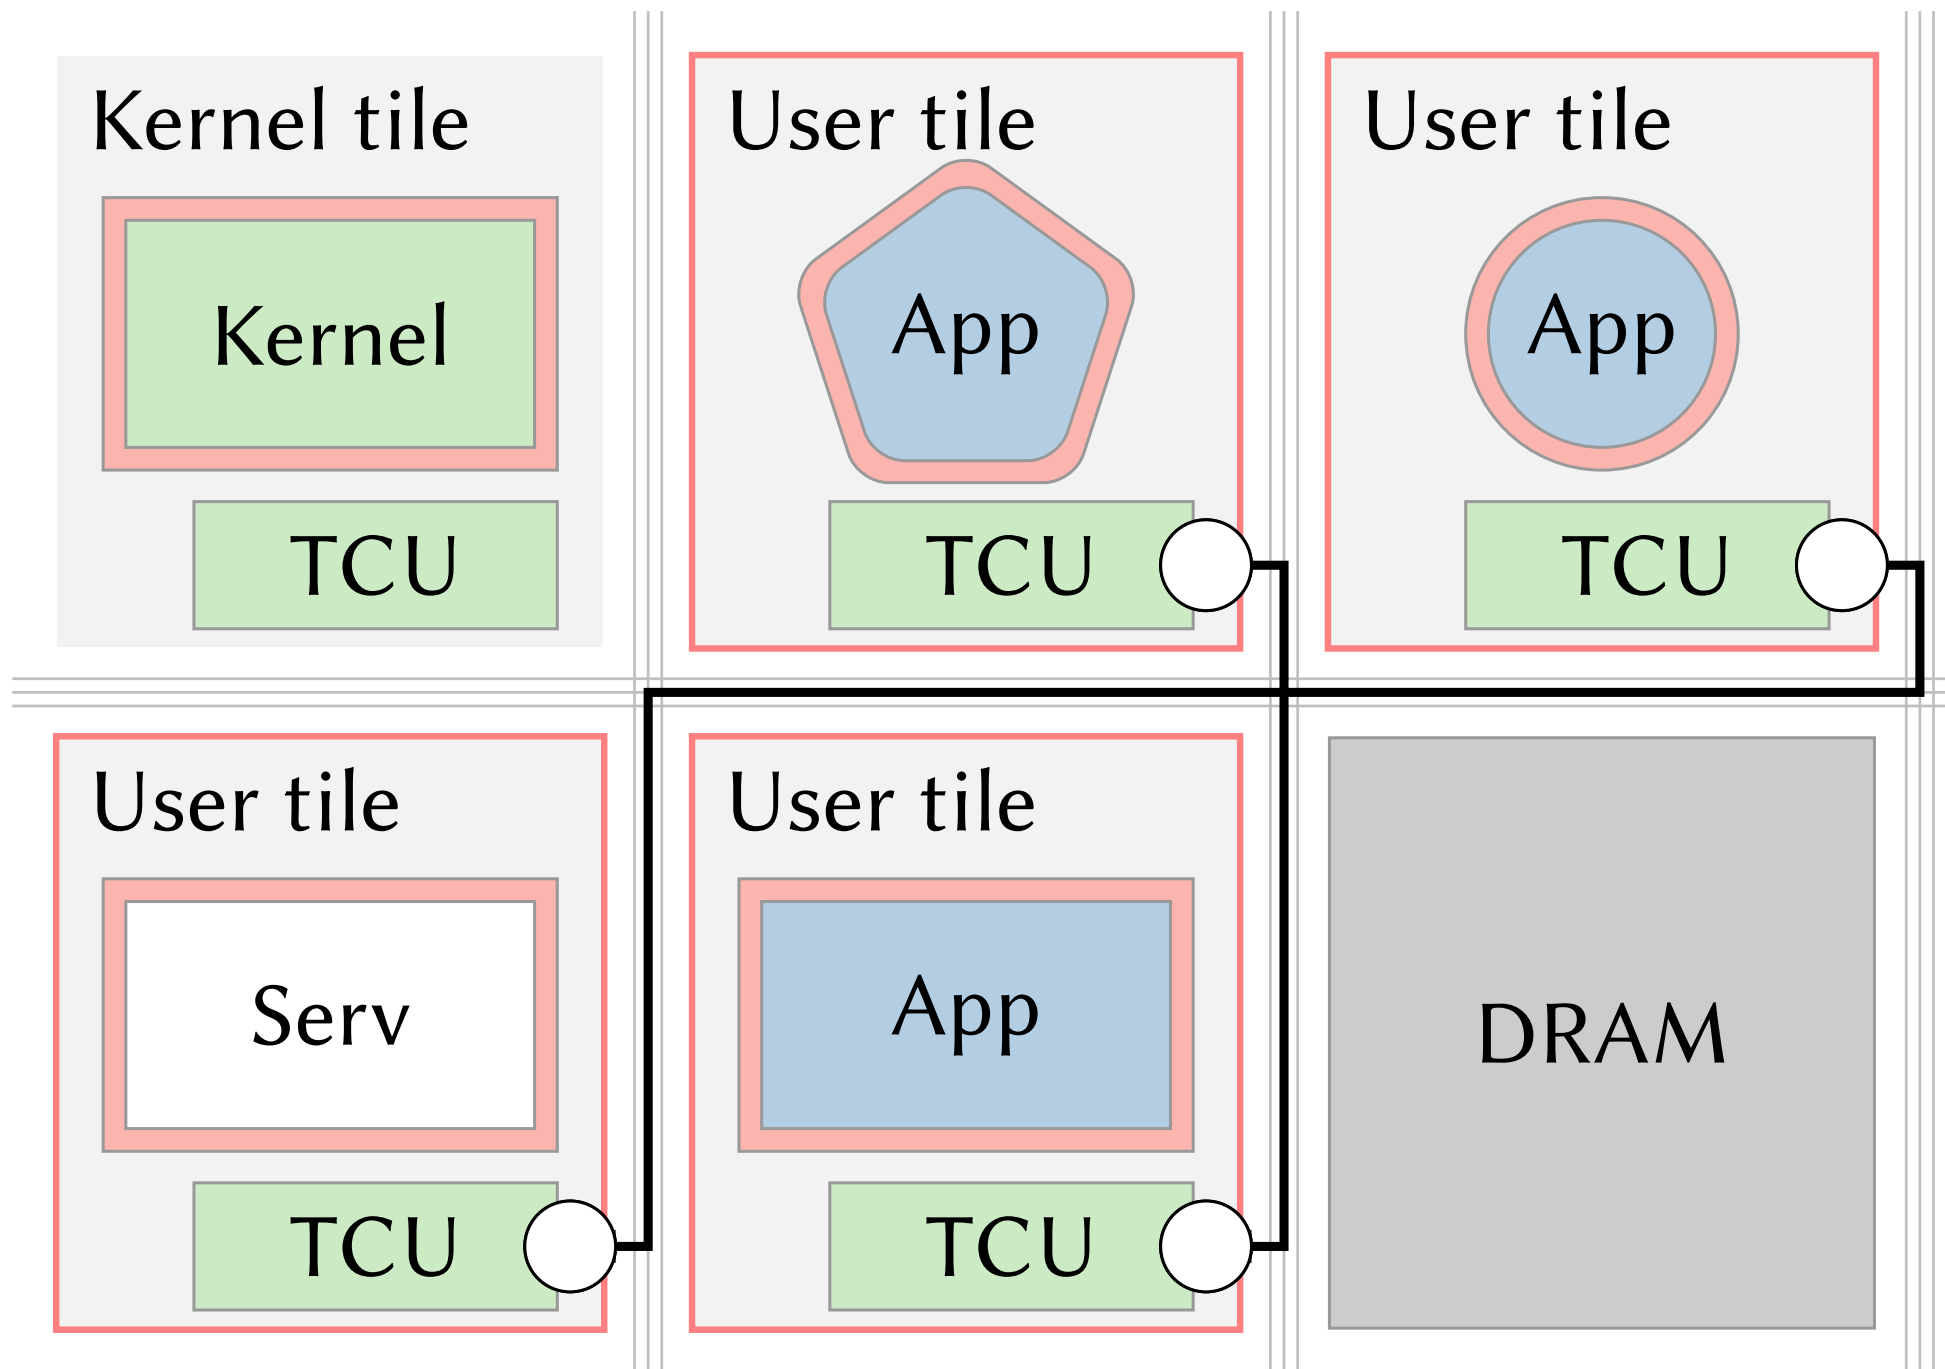 Kernel tile
Kernel
TCU
User tile
App
TCU
User tile
App
TCU
User tile
Serv
TCU
User tile
App
TCU
DRAM